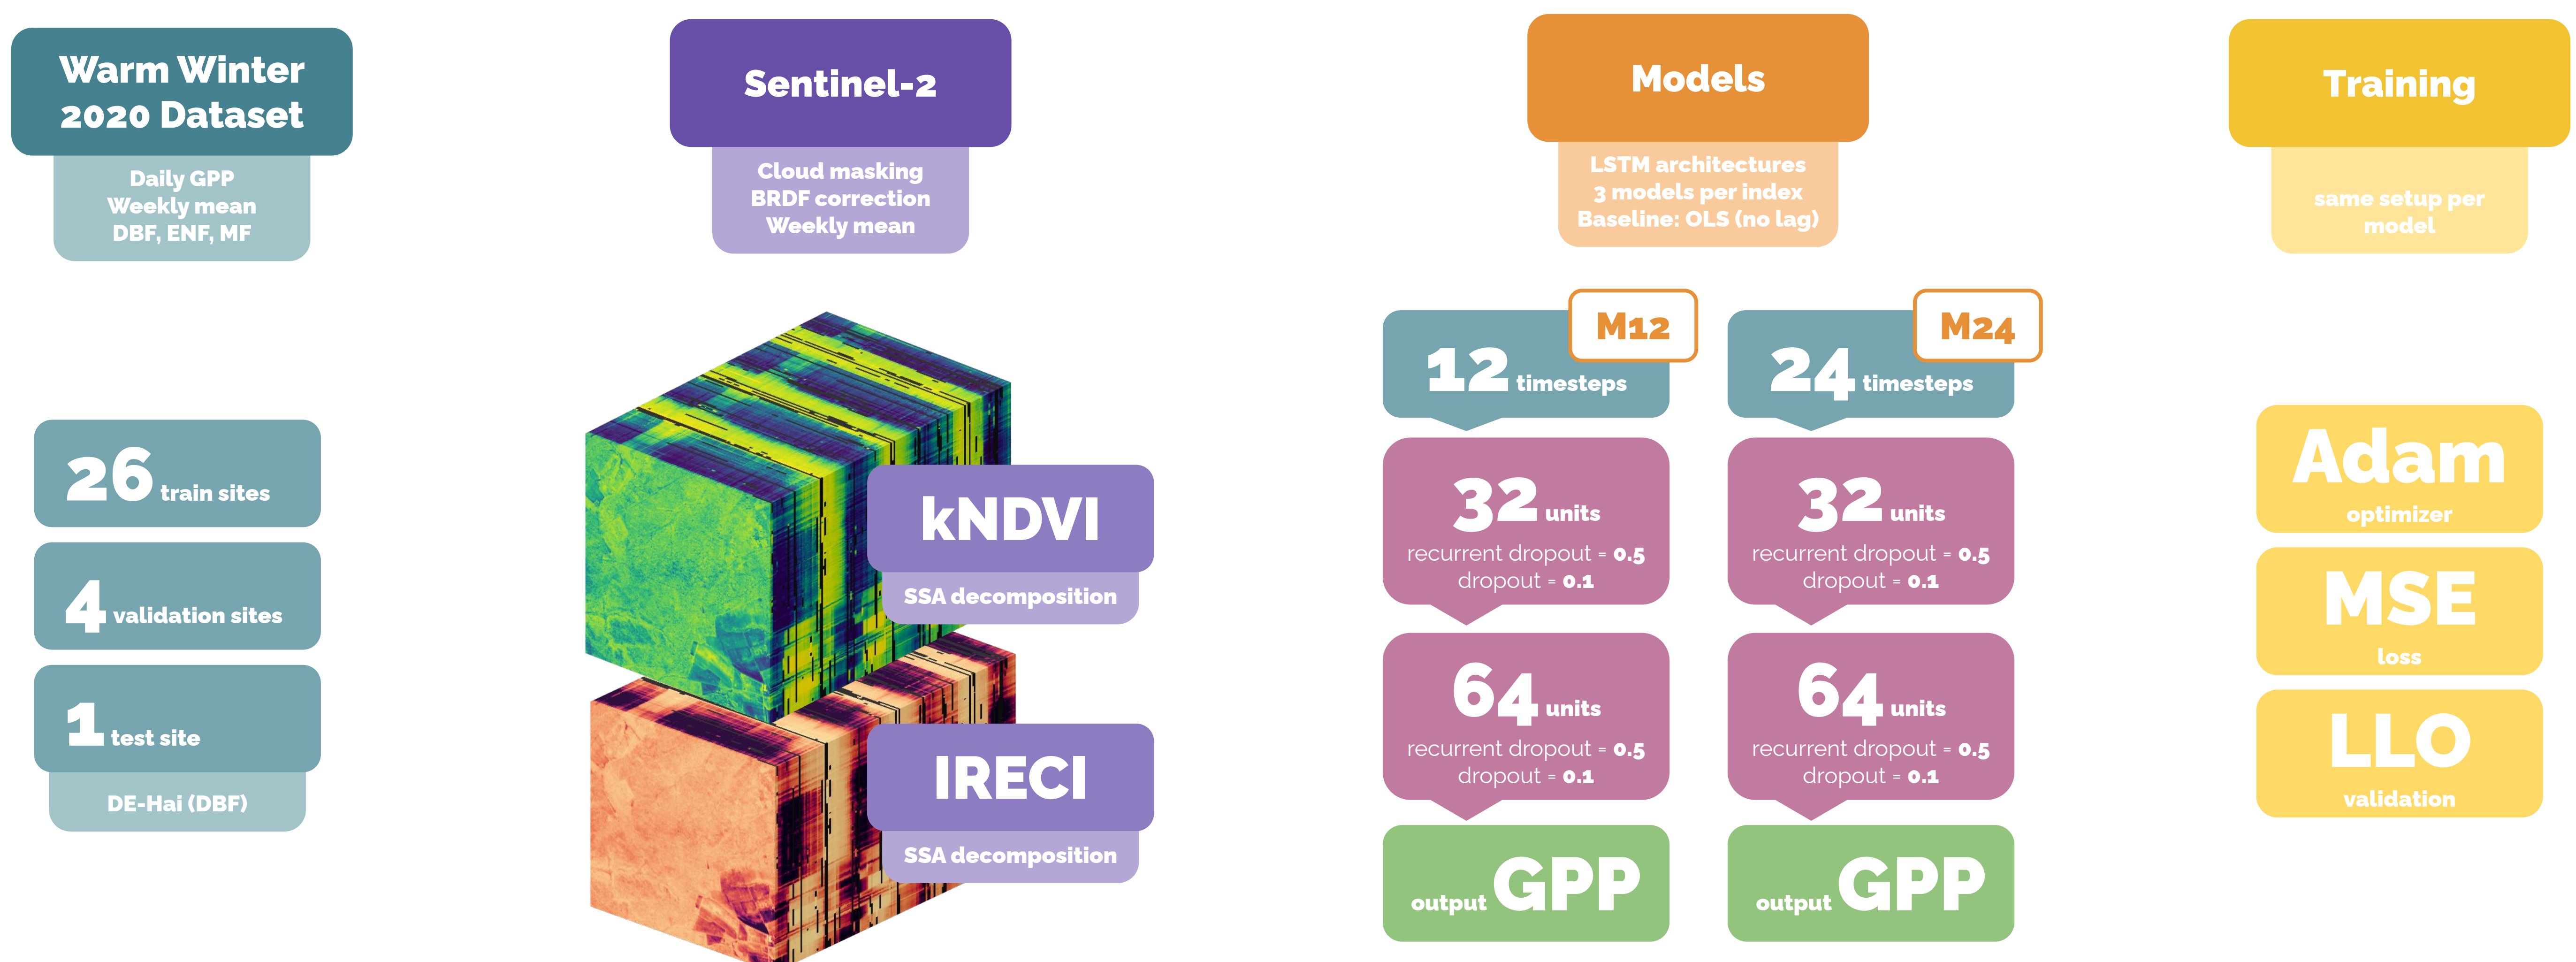 Warm Winter
2020 Dataset
Daily GPP
Weekly mean
DBF, ENF, MF
26 train sites
4 validation sites
1 test site
DE-Hai (DBF)
Sentinel-2
Cloud masking
BRDF correction
Weekly mean
kNDVI
SSA decomposition
IRECI
SSA decomposition
Models
LSTM architectures
3 models per index
Baseline: OLS (no lag)
M12
12 timesteps
32 units
recurrent dropout = 0.5
dropout = 0.1
64 units
recurrent dropout = 0.5
dropout = 0.1
output GPP
M24
24 timesteps
32 units
recurrent dropout = 0.5
dropout = 0.1
64 units
recurrent dropout = 0.5
dropout = 0.1
output GPP
Training
same setup per
model
Adam
optimizer
MSE
loss
LLO
validation